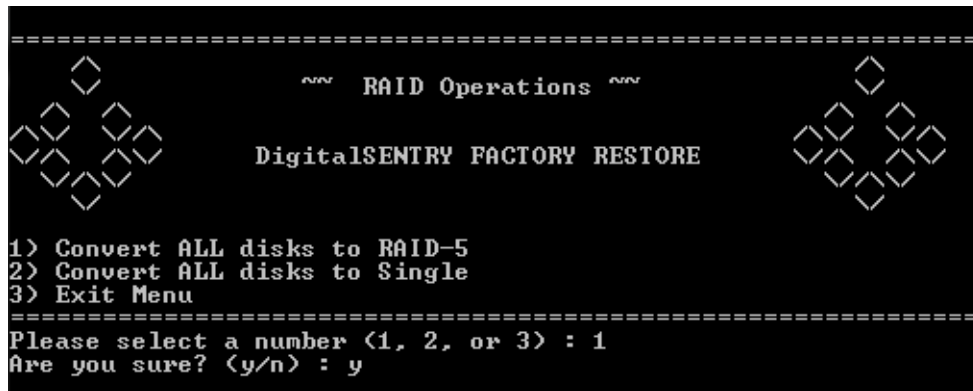 ~~ RAID Operations ~~
DigitalSENTRY FACTORY RESTORE
1) Convert ALL disks to RAID-5
2) Convert ALL disks to Single
3) Exit Menu
Please select a number (1, 2, or 3) : 1
Are you sure? (y/n) : y